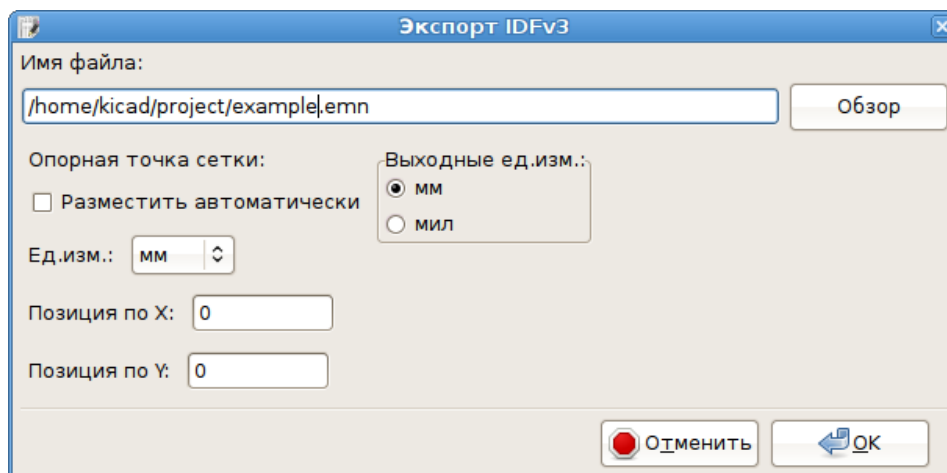 Экспорт IDFv3
Имя файла:
/home/kicad/project/example.emn
Обзор
Опорная точка сетки:
Разместить автоматически
Ед.изм.: мм
Позиция по X: 0
Позиция по Y: 0
Выходные ед.изм.:
мм
мил
Отменить
OK